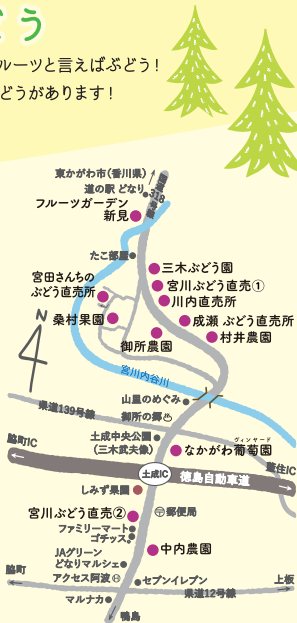 う
ルーツと言えばぶどう!
どうがあります!
東かがわ市(香川県)
道の駅 どなり
318
フルーツガーデン
新見
たこ部屋
三木ぶどう園
宮田さんちの
ぶどう直売所
宮川ぶどう直売①
川内直売所
桑村果園
成瀬 ぶどう直売所
村井農園
御所農園
N
宮川内谷川
山里のめぐみ
県道139号線
御所の郷♨
土成中央公園
(三木武夫像)
ヴィンヤード
なかがわ葡萄園
脇町IC
藍住IC
土成IC
徳島自動車道
しみず果園
宮川ぶどう直売②
〒郵便局
ファミリーマート
ゴチッス
中内農園
JAグリーン
どなりマルシェ
アクセス阿波Ⓗ
脇町
セブンイレブン
上板
県道12号線
マルナカ
鴨島